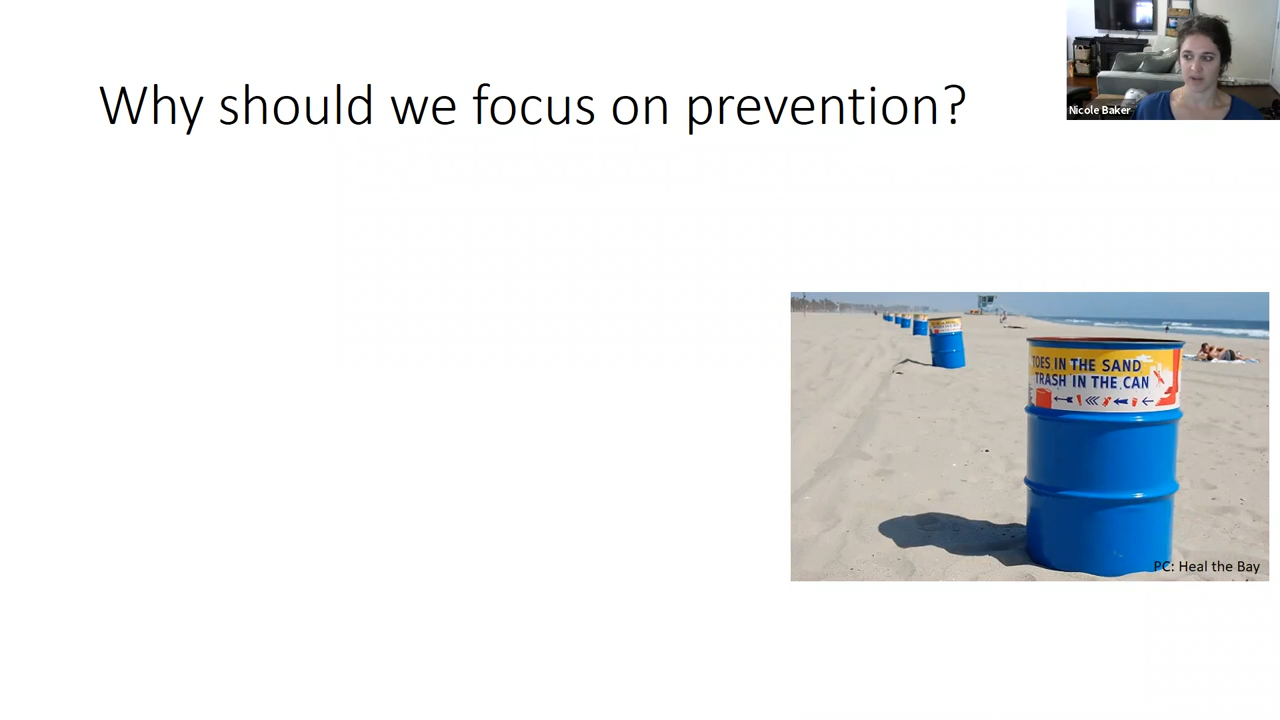 Why should we focus on prevention?
Nicole Baker
TOES IN THE SAND
TRASH IN THE CAN
PC: Heal the Bay